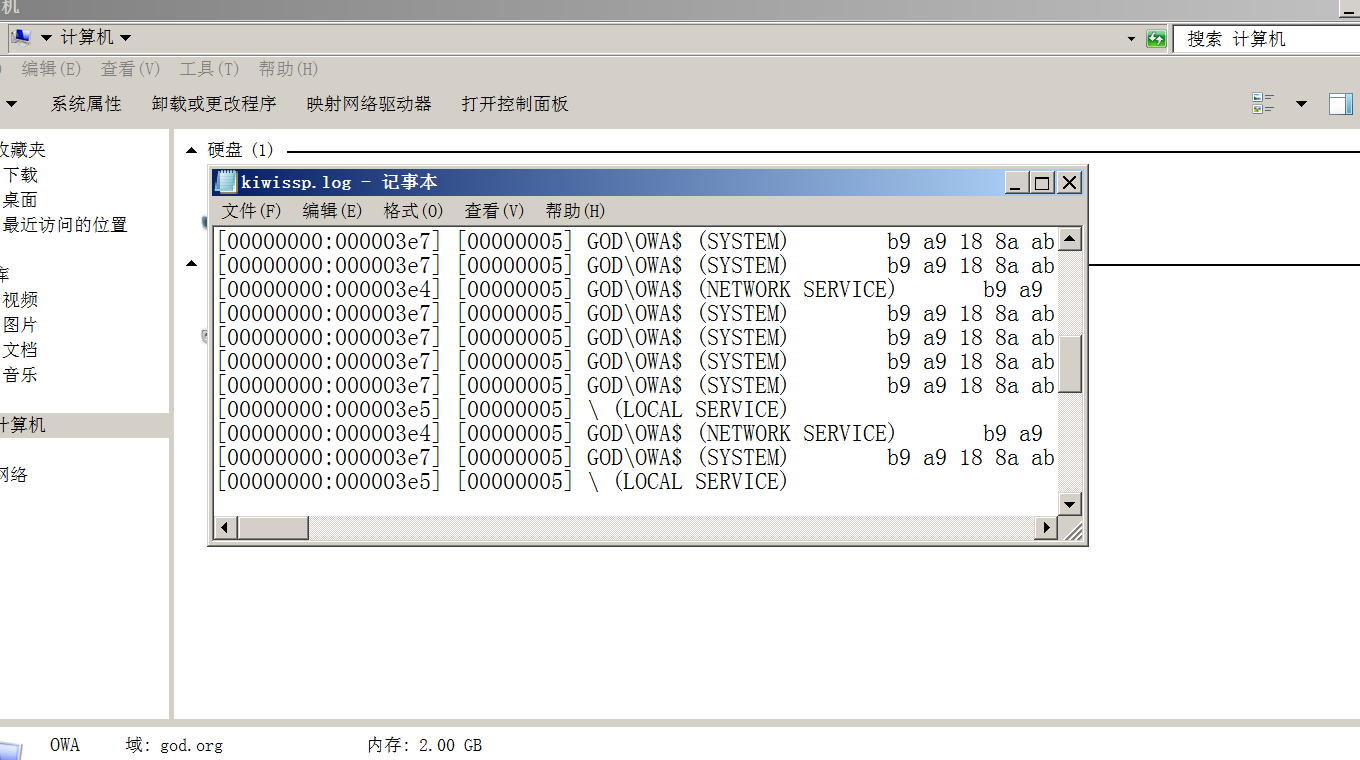 机
计算机
搜索 计算机
编辑(E) 查看(V) 工具(T) 帮助(H)
系统属性 卸载或更改程序 映射网络驱动器 打开控制面板
收藏夹
下载
桌面
最近访问的位置
库
视频
图片
文档
音乐
计算机
网络
硬盘 (1)
kiwissp.log - 记事本
文件(F) 编辑(E) 格式(O) 查看(V) 帮助(H)
[00000000:000003e7] [00000005] GOD\OWA$ (SYSTEM) b9 a9 18 8a ab
[00000000:000003e7] [00000005] GOD\OWA$ (SYSTEM) b9 a9 18 8a ab
[00000000:000003e4] [00000005] GOD\OWA$ (NETWORK SERVICE) b9 a9
[00000000:000003e7] [00000005] GOD\OWA$ (SYSTEM) b9 a9 18 8a ab
[00000000:000003e7] [00000005] GOD\OWA$ (SYSTEM) b9 a9 18 8a ab
[00000000:000003e7] [00000005] GOD\OWA$ (SYSTEM) b9 a9 18 8a ab
[00000000:000003e7] [00000005] GOD\OWA$ (SYSTEM) b9 a9 18 8a ab
[00000000:000003e5] [00000005] \ (LOCAL SERVICE)
[00000000:000003e4] [00000005] GOD\OWA$ (NETWORK SERVICE) b9 a9
[00000000:000003e7] [00000005] GOD\OWA$ (SYSTEM) b9 a9 18 8a ab
[00000000:000003e5] [00000005] \ (LOCAL SERVICE)
OWA 域: god.org 内存: 2.00 GB